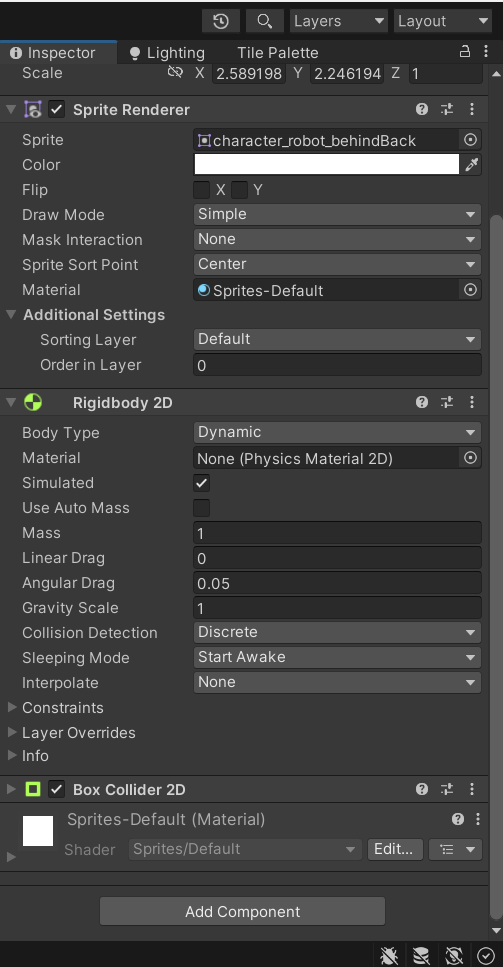 Layers Layout
Inspector Lighting Tile Palette
Scale X 2.589198 Y 2.246194 Z 1
Sprite Renderer
Sprite character_robot_behindBack
Color
Flip X Y
Draw Mode Simple
Mask Interaction None
Sprite Sort Point Center
Material Sprites-Default
Additional Settings
Sorting Layer Default
Order in Layer 0
Rigidbody 2D
Body Type Dynamic
Material None (Physics Material 2D)
Simulated
Use Auto Mass
Mass 1
Linear Drag 0
Angular Drag 0.05
Gravity Scale 1
Collision Detection Discrete
Sleeping Mode Start Awake
Interpolate None
Constraints
Layer Overrides
Info
Box Collider 2D
Sprites-Default (Material)
Shader Sprites/Default Edit...
Add Component